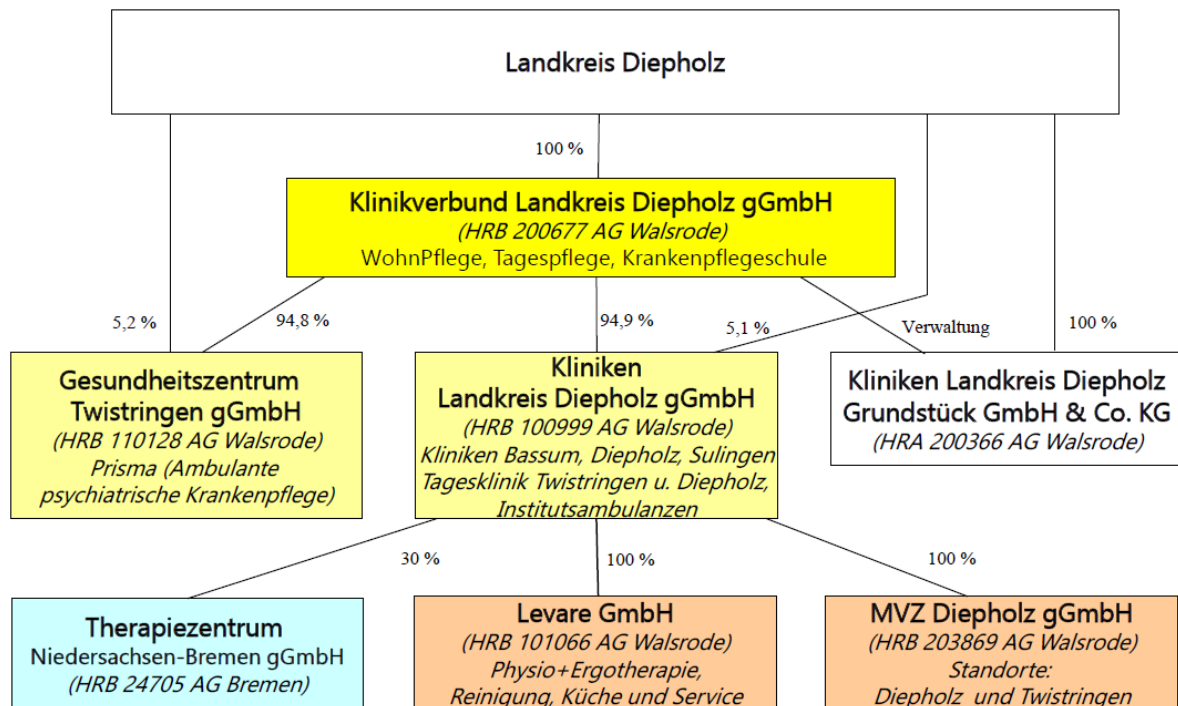 Landkreis Diepholz
100 %
Klinikverbund Landkreis Diepholz gGmbH
(HRB 200677 AG Walsrode)
WohnPflege, Tagespflege, Krankenpflegeschule
5,2 %
94,8 %
94,9 %
5,1 %
Verwaltung
100 %
Gesundheitszentrum
Twistringen gGmbH
(HRB 110128 AG Walsrode)
Prisma (Ambulante
psychiatrische Krankenpflege)
Kliniken
Landkreis Diepholz gGmbH
(HRB 100999 AG Walsrode)
Kliniken Bassum, Diepholz, Sulingen
Tagesklinik Twistringen u. Diepholz,
Institutsambulanzen
Kliniken Landkreis Diepholz
Grundstück GmbH & Co. KG
(HRA 200366 AG Walsrode)
30 %
100 %
100 %
Therapiezentrum
Niedersachsen-Bremen gGmbH
(HRB 24705 AG Bremen)
Levare GmbH
(HRB 101066 AG Walsrode)
Physio+Ergotherapie,
Reinigung, Küche und Service
MVZ Diepholz gGmbH
(HRB 203869 AG Walsrode)
Standorte:
Diepholz und Twistringen